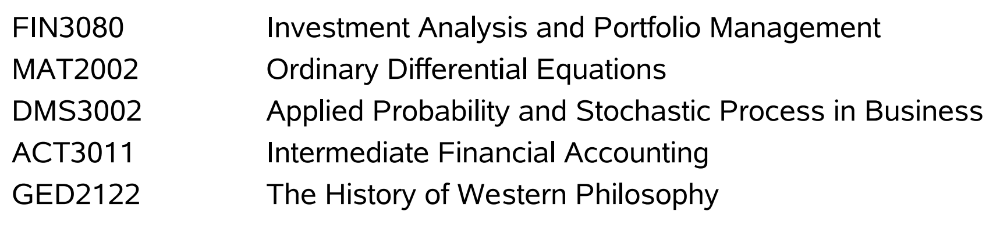 FIN3080 Investment Analysis and Portfolio Management
MAT2002 Ordinary Differential Equations
DMS3002 Applied Probability and Stochastic Process in Business
ACT3011 Intermediate Financial Accounting
GED2122 The History of Western Philosophy